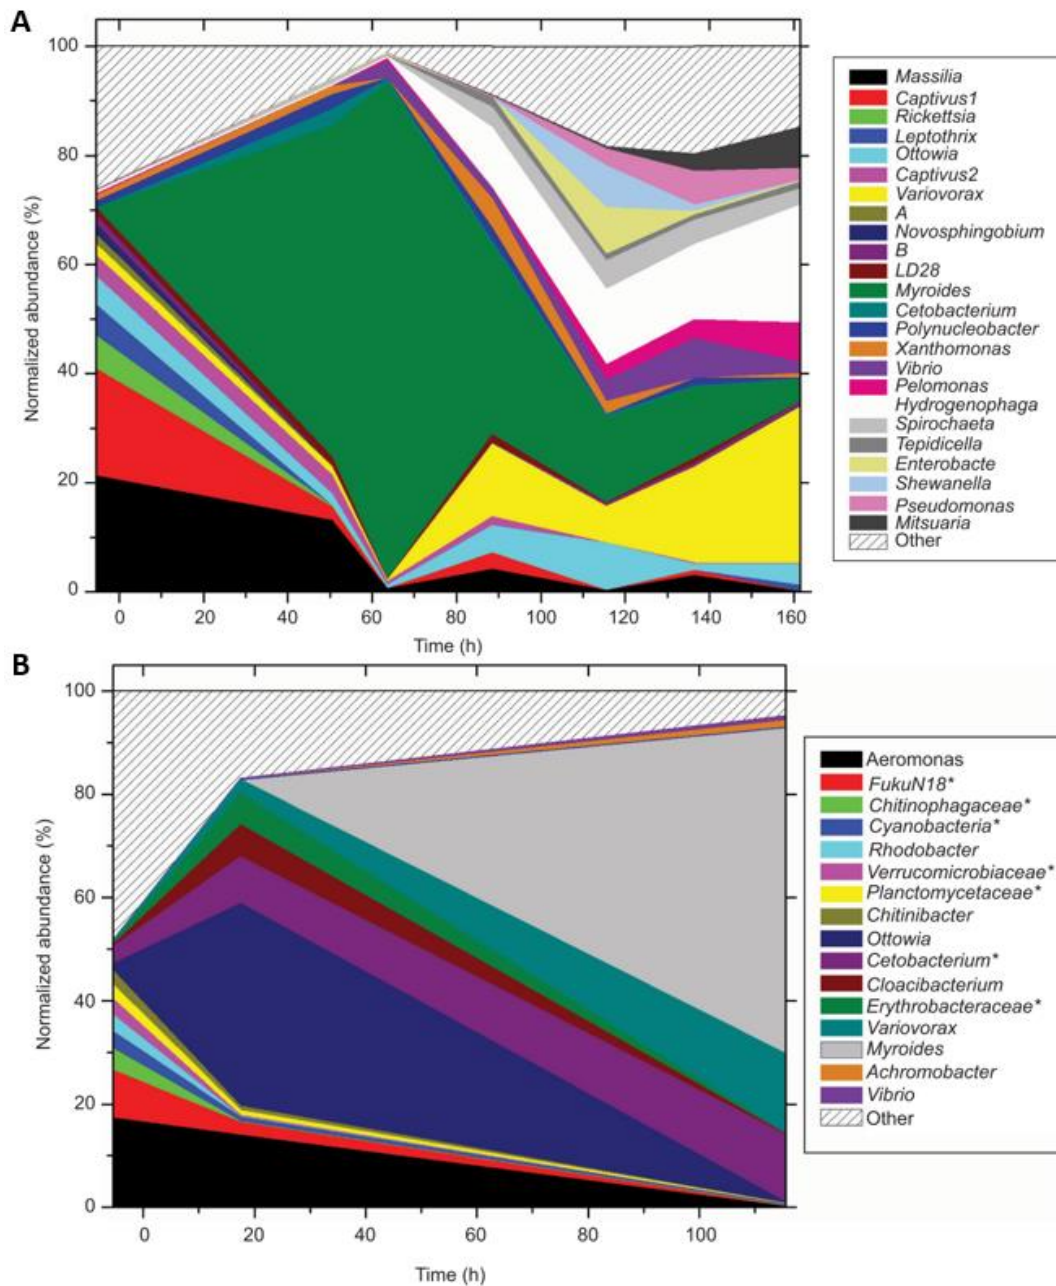 A
100
80
60
40
20
0
Normalized abundance (%)
0 20 40 60 80 100 120 140 160
Time (h)
Massilia
Captivus1
Rickettsia
Leptothrix
Ottowia
Captivus2
Variovorax
A
Novosphingobium
B
LD28
Myroides
Cetobacterium
Polynucleobacter
Xanthomonas
Vibrio
Pelomonas
Hydrogenophaga
Spirochaeta
Tepidicella
Enterobacte
Shewanella
Pseudomonas
Mitsuaria
Other
B
100
80
60
40
20
0
Normalized abundance (%)
0 20 40 60 80 100
Time (h)
Aeromonas
FukuN18*
Chitinophagaceae*
Cyanobacteria*
Rhodobacter
Verrucomicrobiaceae*
Planctomycetaceae*
Chitinibacter
Ottowia
Cetobacterium*
Cloacibacterium
Erythrobacteraceae*
Variovorax
Myroides
Achromobacter
Vibrio
Other